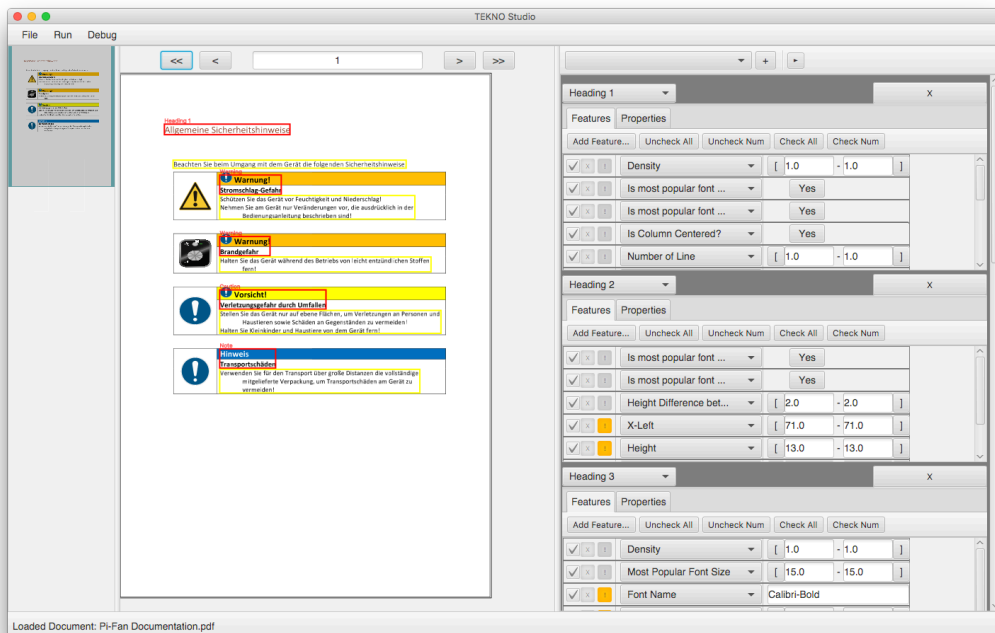 TEKNO Studio
File Run Debug
<< < 1 > >>
+
Heading 1
Allgemeine Sicherheitshinweise
Beachten Sie beim Umgang mit dem Gerät die folgenden Sicherheitshinweise
Warning
Warnung!
Stromschlag-Gefahr
Schützen Sie das Gerät vor Feuchtigkeit und Niederschlag!
Nehmen Sie am Gerät nur Veränderungen vor, die ausdrücklich in der
Bedienungsanleitung beschrieben sind!
Warning
Warnung!
Brandgefahr
Halten Sie das Gerät während des Betriebs von leicht entzündlichen Stoffen
fern!
Caution
Vorsicht!
Verletzungsgefahr durch Umfallen
Stellen Sie das Gerät nur auf ebene Flächen, um Verletzungen an Personen und
Haustieren sowie Schäden an Gegenständen zu vermeiden!
Halten Sie Kleinkinder und Haustiere von dem Gerät fern!
Note
Hinweis
Transportschäden
Verwenden Sie für den Transport über große Distanzen die vollständige
mitgelieferte Verpackung, um Transportschäden am Gerät zu
vermeiden!
Heading 1 X
Features Properties
Add Feature... Uncheck All Uncheck Num Check All Check Num
X ! Density [ 1.0 - 1.0 ]
X ! Is most popular font ... Yes
X ! Is most popular font ... Yes
X ! Is Column Centered? Yes
X ! Number of Line [ 1.0 - 1.0 ]
Heading 2 X
Features Properties
Add Feature... Uncheck All Uncheck Num Check All Check Num
X ! Is most popular font ... Yes
X ! Is most popular font ... Yes
X ! Height Difference bet... [ 2.0 - 2.0 ]
X ! X-Left [ 71.0 - 71.0 ]
X ! Height [ 13.0 - 13.0 ]
Heading 3 X
Features Properties
Add Feature... Uncheck All Uncheck Num Check All Check Num
X ! Density [ 1.0 - 1.0 ]
X ! Most Popular Font Size [ 15.0 - 15.0 ]
X ! Font Name Calibri-Bold
Loaded Document: Pi-Fan Documentation.pdf